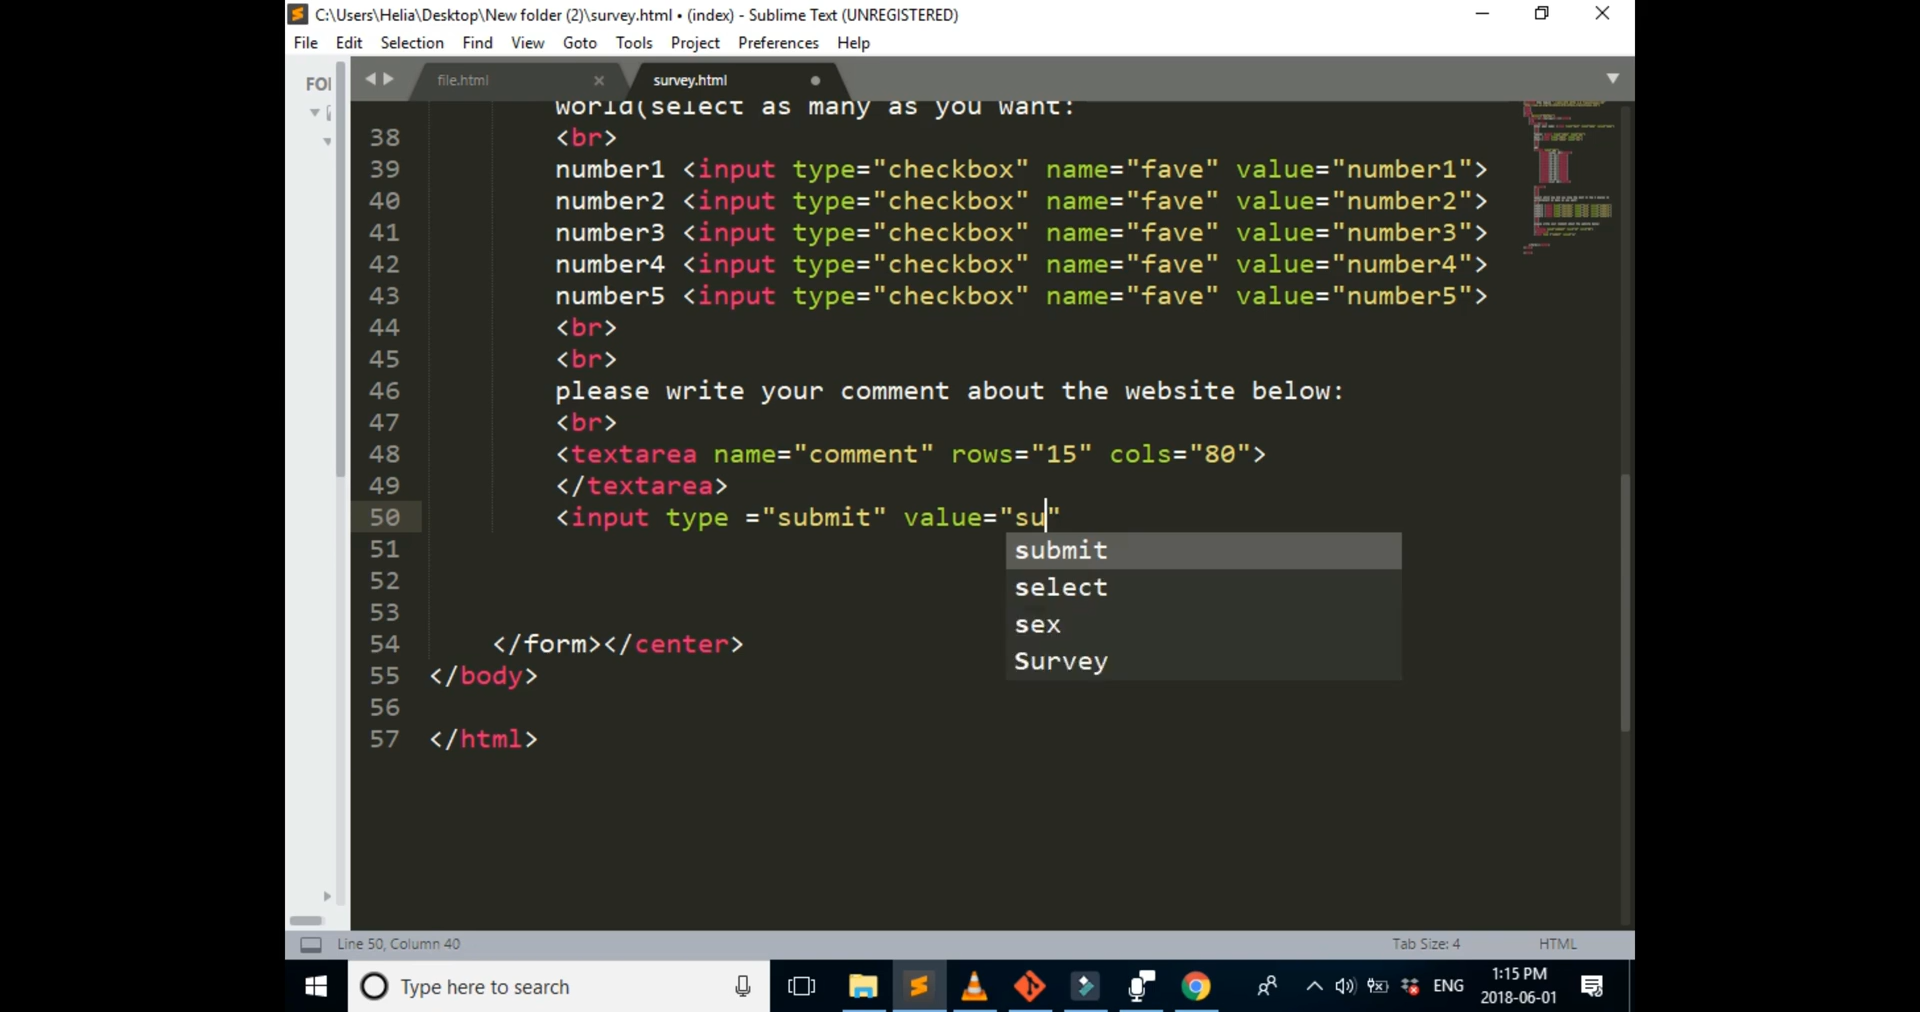 C:\Users\Helia\Desktop\New folder (2)\survey.html • (index) - Sublime Text (UNREGISTERED)
File Edit Selection Find View Goto Tools Project Preferences Help
FOI
file.html × survey.html
world(select as many as you want:
38 <br>
39 number1 <input type="checkbox" name="fave" value="number1">
40 number2 <input type="checkbox" name="fave" value="number2">
41 number3 <input type="checkbox" name="fave" value="number3">
42 number4 <input type="checkbox" name="fave" value="number4">
43 number5 <input type="checkbox" name="fave" value="number5">
44 <br>
45 <br>
46 please write your comment about the website below:
47 <br>
48 <textarea name="comment" rows="15" cols="80">
49 </textarea>
50 <input type ="submit" value="su"
51 submit
52 select
53 sex
54 </form></center>
Survey
55 </body>
56
57 </html>
Line 50, Column 40 Tab Size: 4 HTML
Type here to search ENG 1:15 PM
2018-06-01